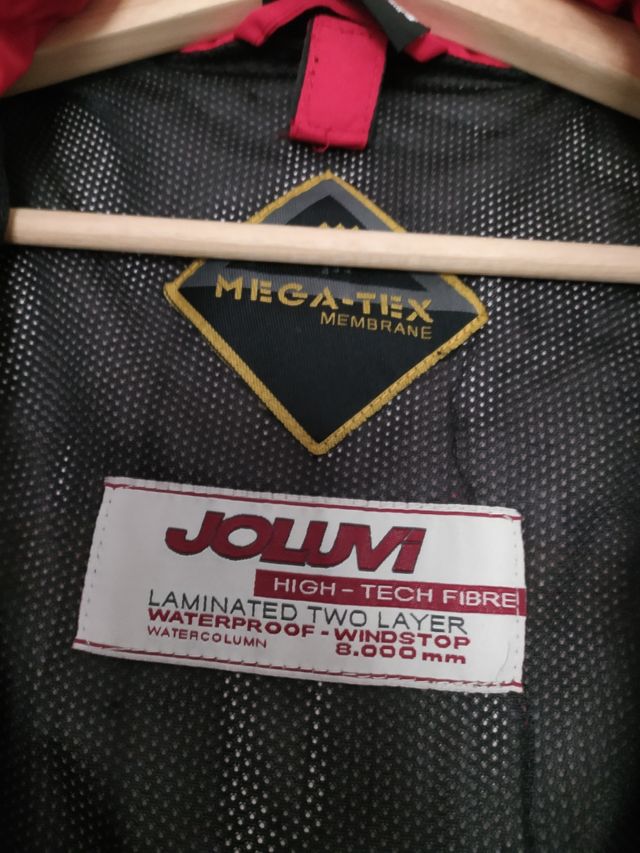 MEGA-TEX
MEMBRANE
JOLUVi
HIGH - TECH FIBRE
LAMINATED TWO LAYER
WATERPROOF - WINDSTOP
WATERCOLUMN 8.000 mm